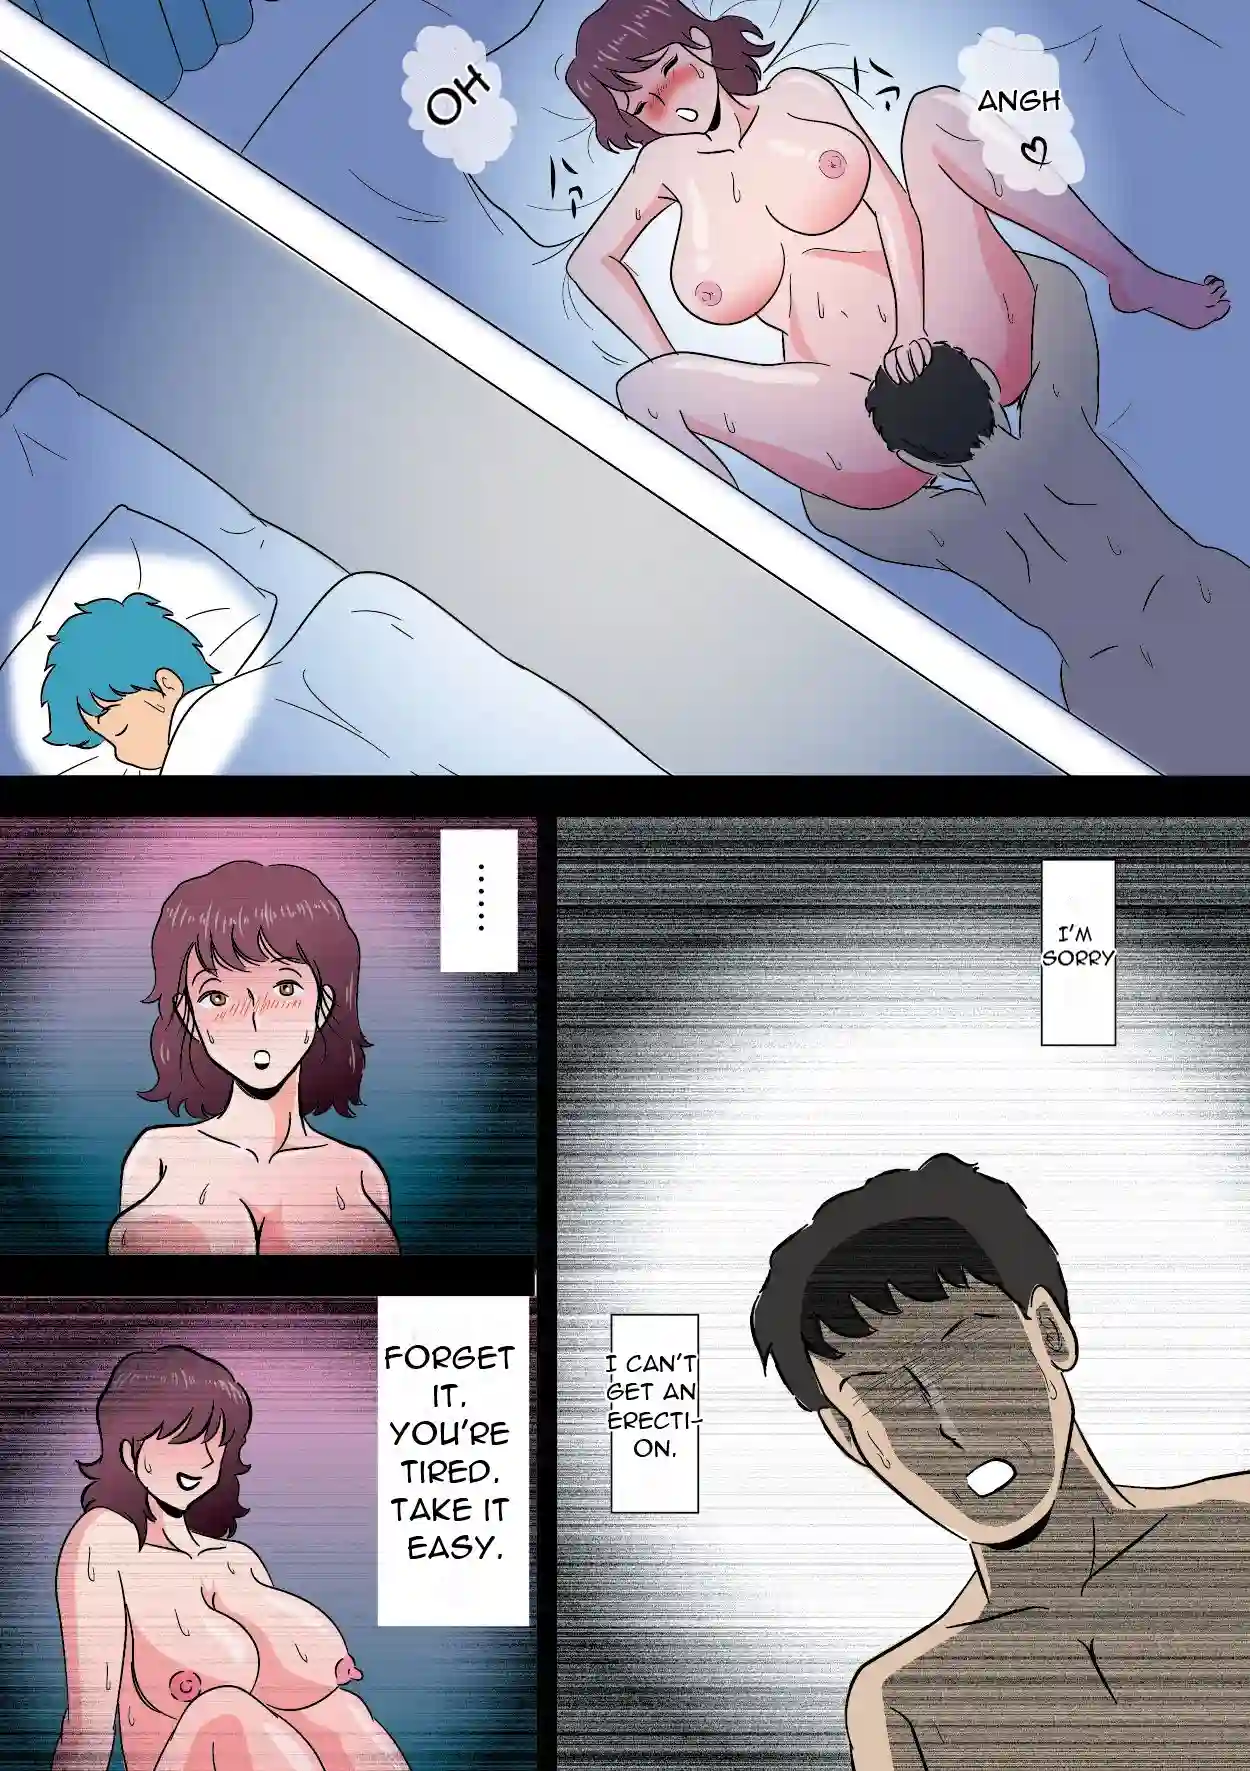 OH
ANGH
♡
I'M
SORRY
I CAN'T
GET AN
ERECTI-
ON.
......
FORGET
IT.
YOU'RE
TIRED.
TAKE IT
EASY.